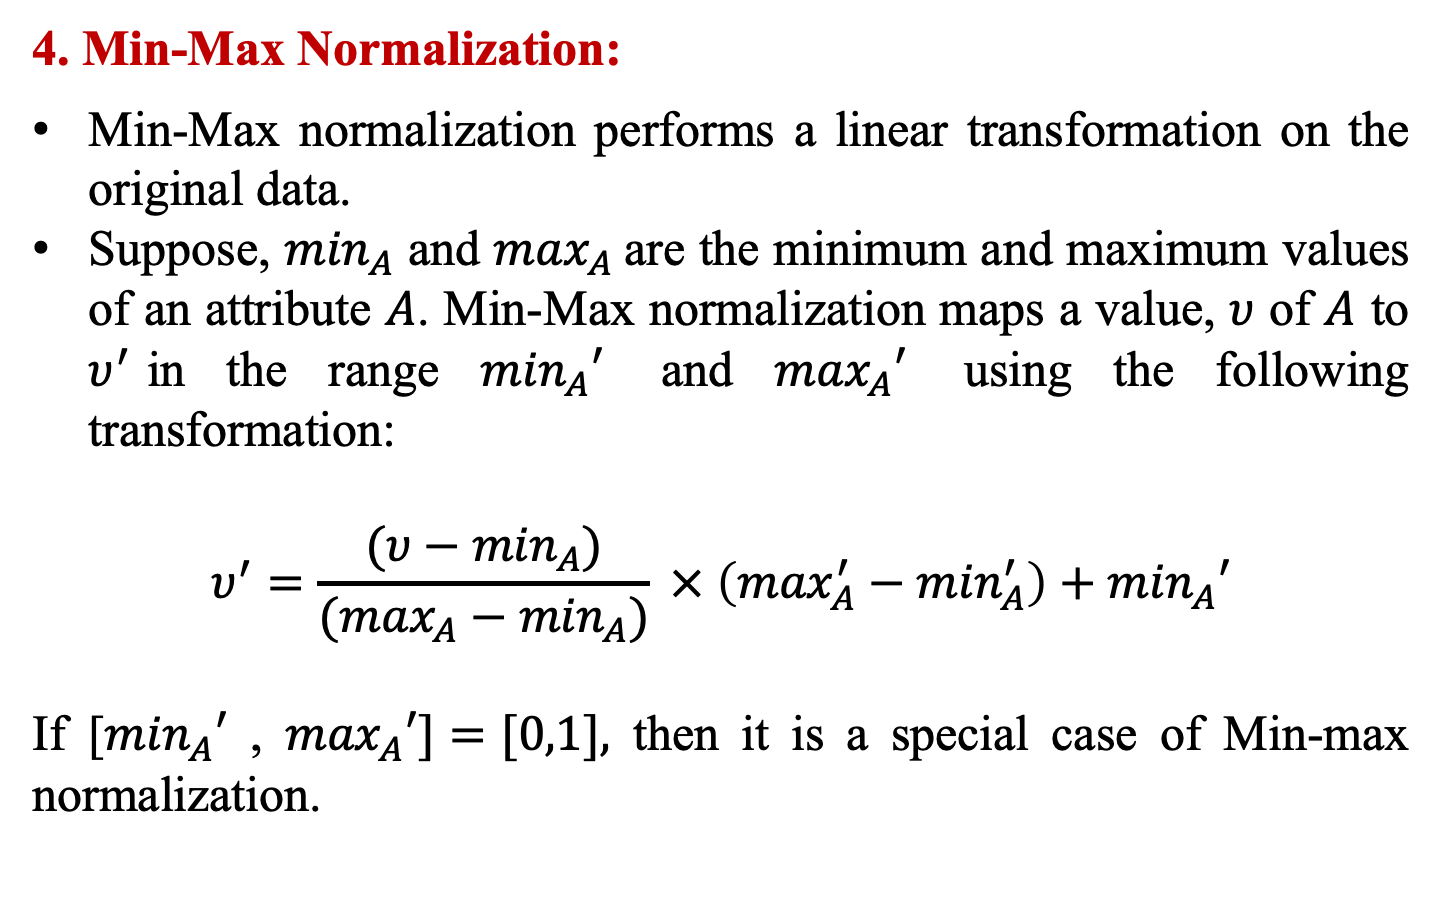 4. Min-Max Normalization:
• Min-Max normalization performs a linear transformation on the
original data.
• Suppose, min_A and max_A are the minimum and maximum values
of an attribute A. Min-Max normalization maps a value, υ of A to
υ′ in the range min_A′ and max_A′ using the following
transformation:
υ′ = (υ − min_A) / (max_A − min_A) × (max′_A − min′_A) + min_A′
If [min_A′ , max_A′] = [0,1], then it is a special case of Min-max
normalization.